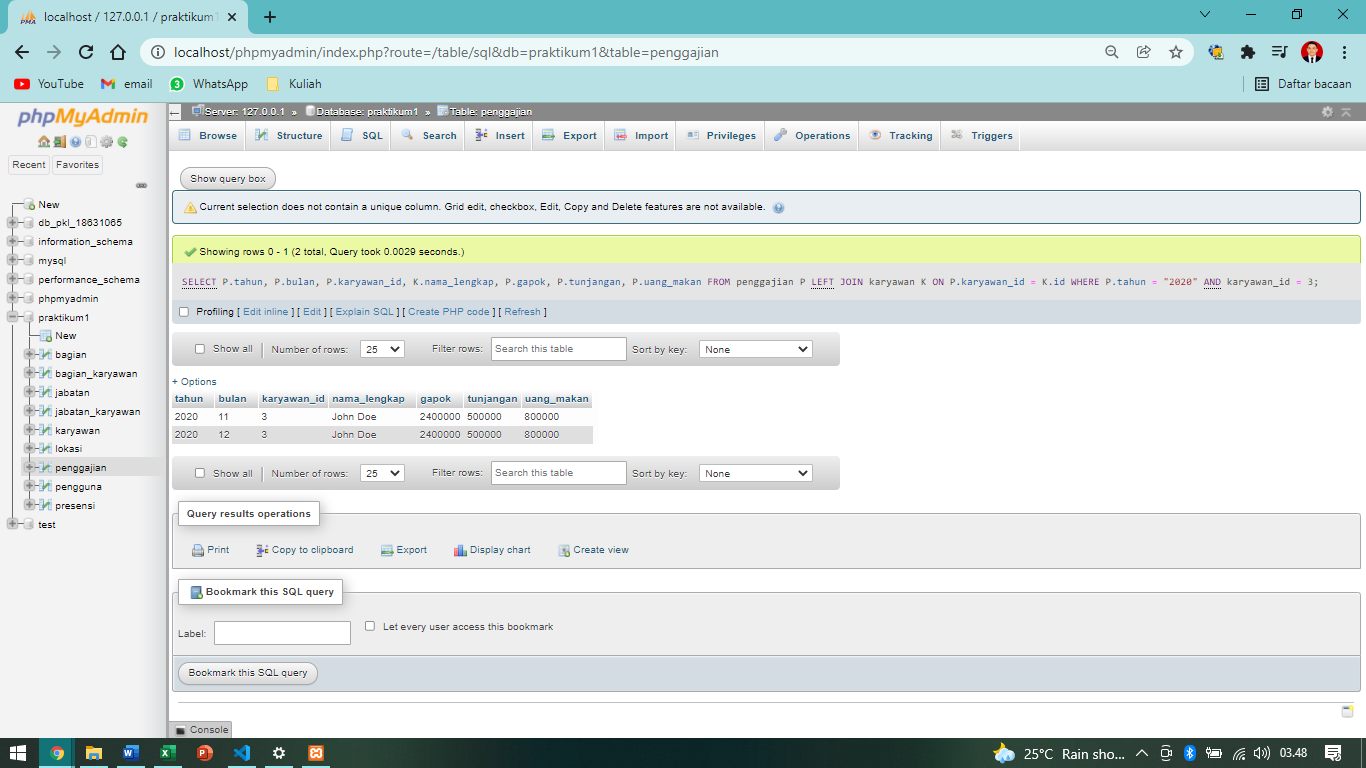 localhost / 127.0.0.1 / praktikum1
localhost/phpmyadmin/index.php?route=/table/sql&db=praktikum1&table=penggajian
YouTube email 3 WhatsApp Kuliah Daftar bacaan
phpMyAdmin
Recent Favorites
New
db_pkl_18631065
information_schema
mysql
performance_schema
phpmyadmin
praktikum1
New
bagian
bagian_karyawan
jabatan
jabatan_karyawan
karyawan
lokasi
penggajian
pengguna
presensi
test
Server: 127.0.0.1 » Database: praktikum1 » Table: penggajian
Browse Structure SQL Search Insert Export Import Privileges Operations Tracking Triggers
Show query box
Current selection does not contain a unique column. Grid edit, checkbox, Edit, Copy and Delete features are not available.
Showing rows 0 - 1 (2 total, Query took 0.0029 seconds.)
SELECT P.tahun, P.bulan, P.karyawan_id, K.nama_lengkap, P.gapok, P.tunjangan, P.uang_makan FROM penggajian P LEFT JOIN karyawan K ON P.karyawan_id = K.id WHERE P.tahun = "2020" AND karyawan_id = 3;
Profiling [ Edit inline ] [ Edit ] [ Explain SQL ] [ Create PHP code ] [ Refresh ]
Show all Number of rows: 25 Filter rows: Search this table Sort by key: None
+ Options
tahun bulan karyawan_id nama_lengkap gapok tunjangan uang_makan
2020 11 3 John Doe 2400000 500000 800000
2020 12 3 John Doe 2400000 500000 800000
Show all Number of rows: 25 Filter rows: Search this table Sort by key: None
Query results operations
Print Copy to clipboard Export Display chart Create view
Bookmark this SQL query
Label: Let every user access this bookmark
Bookmark this SQL query
Console
25°C Rain sho... 03.48